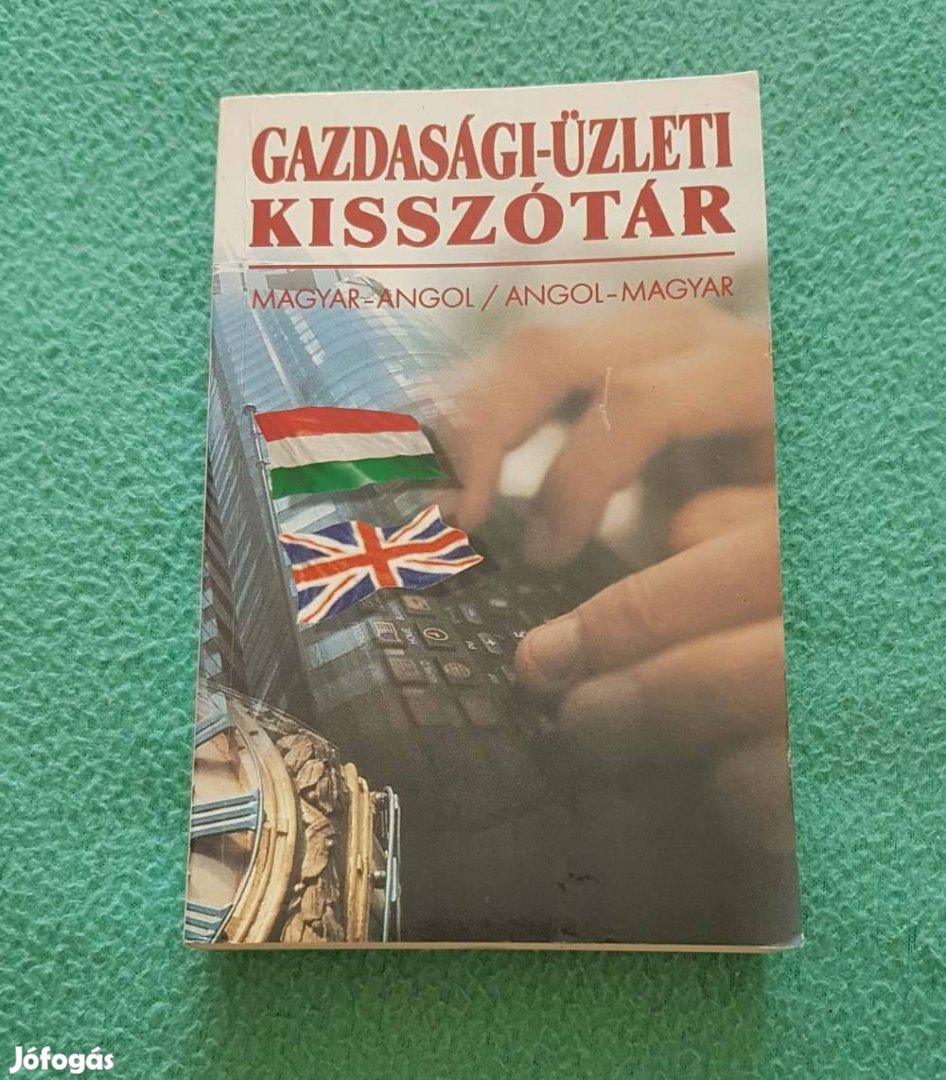 GAZDASÁGI-ÜZLETI
KISSZÓTÁR
MAGYAR–ANGOL / ANGOL–MAGYAR
Jófogás